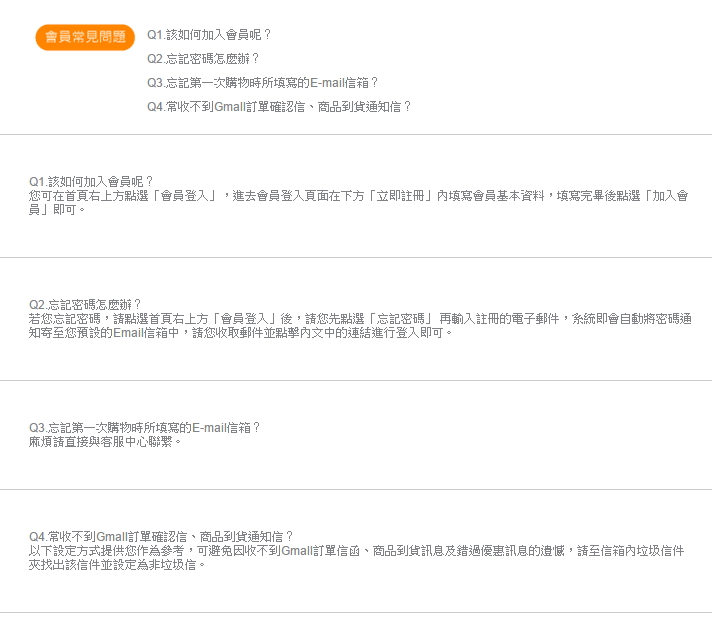 會員常見問題
Q1.該如何加入會員呢？
Q2.忘記密碼怎麼辦？
Q3.忘記第一次購物時所填寫的E-mail信箱？
Q4.常收不到Gmail訂單確認信、商品到貨通知信？
Q1.該如何加入會員呢？
您可在首頁右上方點選「會員登入」，進去會員登入頁面在下方「立即註冊」內填寫會員基本資料，填寫完畢後點選「加入會
員」即可。
Q2.忘記密碼怎麼辦？
若您忘記密碼，請點選首頁右上方「會員登入」後，請您先點選「忘記密碼」 再輸入註冊的電子郵件，系統即會自動將密碼通
知寄至您預設的Email信箱中，請您收取郵件並點擊內文中的連結進行登入即可。
Q3.忘記第一次購物時所填寫的E-mail信箱？
麻煩請直接與客服中心聯繫。
Q4.常收不到Gmail訂單確認信、商品到貨通知信？
以下設定方式提供您作為參考，可避免因收不到Gmail訂單信函、商品到貨訊息及錯過優惠訊息的遺憾，請至信箱內垃圾信件
夾找出該信件並設定為非垃圾信。